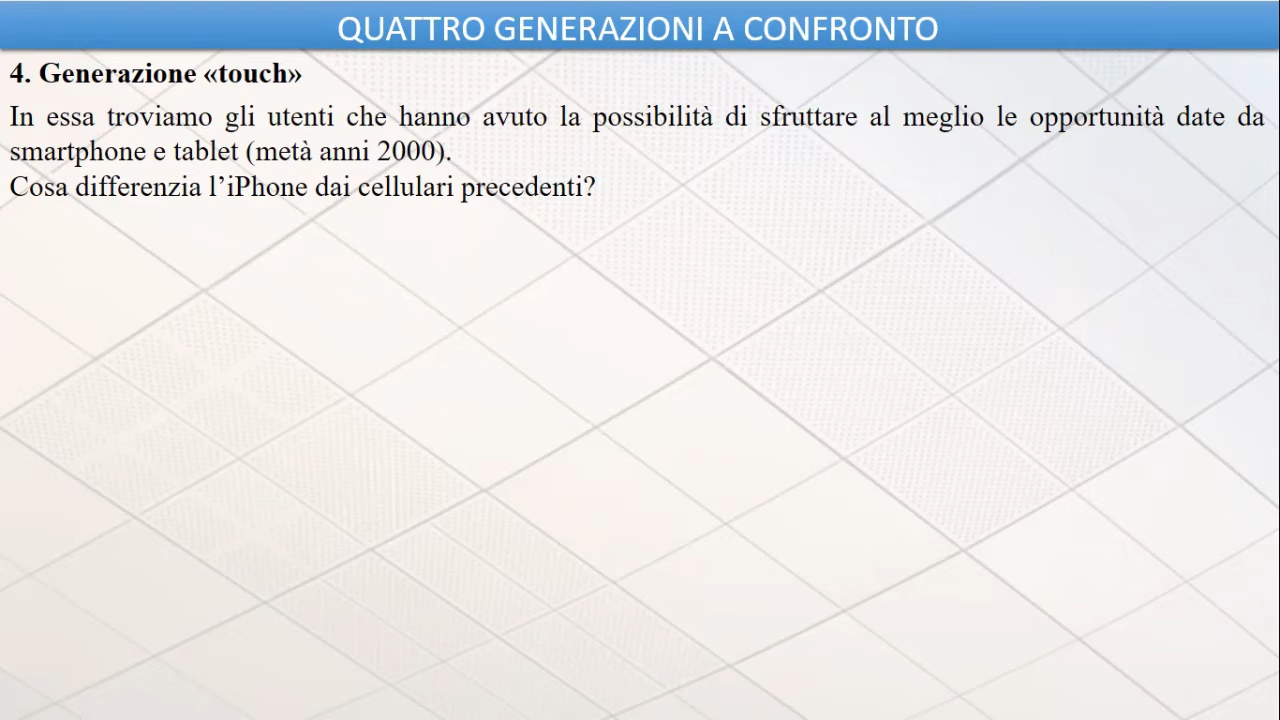 QUATTRO GENERAZIONI A CONFRONTO
4. Generazione «touch»
In essa troviamo gli utenti che hanno avuto la possibilità di sfruttare al meglio le opportunità date da
smartphone e tablet (metà anni 2000).
Cosa differenzia l’iPhone dai cellulari precedenti?